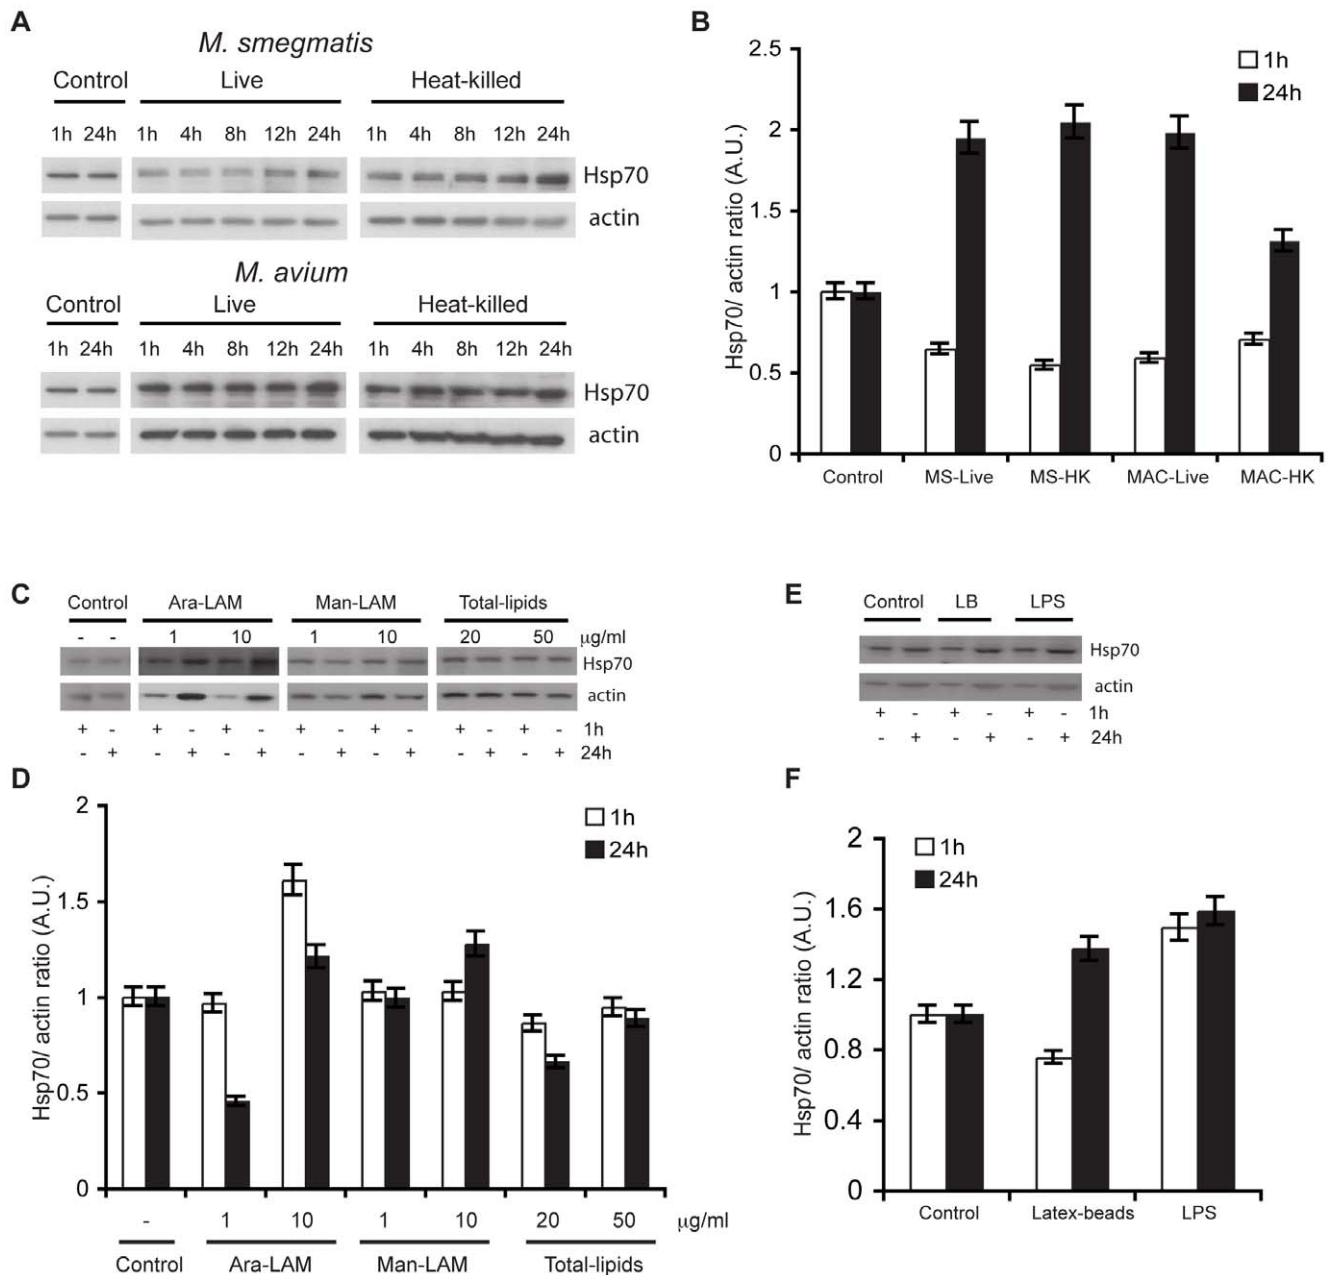 A
M. smegmatis
Control Live Heat-killed
1h 24h 1h 4h 8h 12h 24h 1h 4h 8h 12h 24h
Hsp70
actin
M. avium
Control Live Heat-killed
1h 24h 1h 4h 8h 12h 24h 1h 4h 8h 12h 24h
Hsp70
actin
B
2.5
2
1.5
1
0.5
0
Hsp70/ actin ratio (A.U.)
1h
24h
Control MS-Live MS-HK MAC-Live MAC-HK
C
Control Ara-LAM Man-LAM Total-lipids
- - 1 10 1 10 20 50 μg/ml
Hsp70
actin
+ - + - + - + - + - + - + - 1h
- + - + - + - + - + - + - + 24h
E
Control LB LPS
Hsp70
actin
+ - + - + - 1h
- + - + - + 24h
D
2
1.5
1
0.5
0
Hsp70/ actin ratio (A.U.)
1h
24h
- 1 10 1 10 20 50 μg/ml
Control Ara-LAM Man-LAM Total-lipids
F
2
1.6
1.2
0.8
0.4
0
Hsp70/ actin ratio (A.U.)
1h
24h
Control Latex-beads LPS